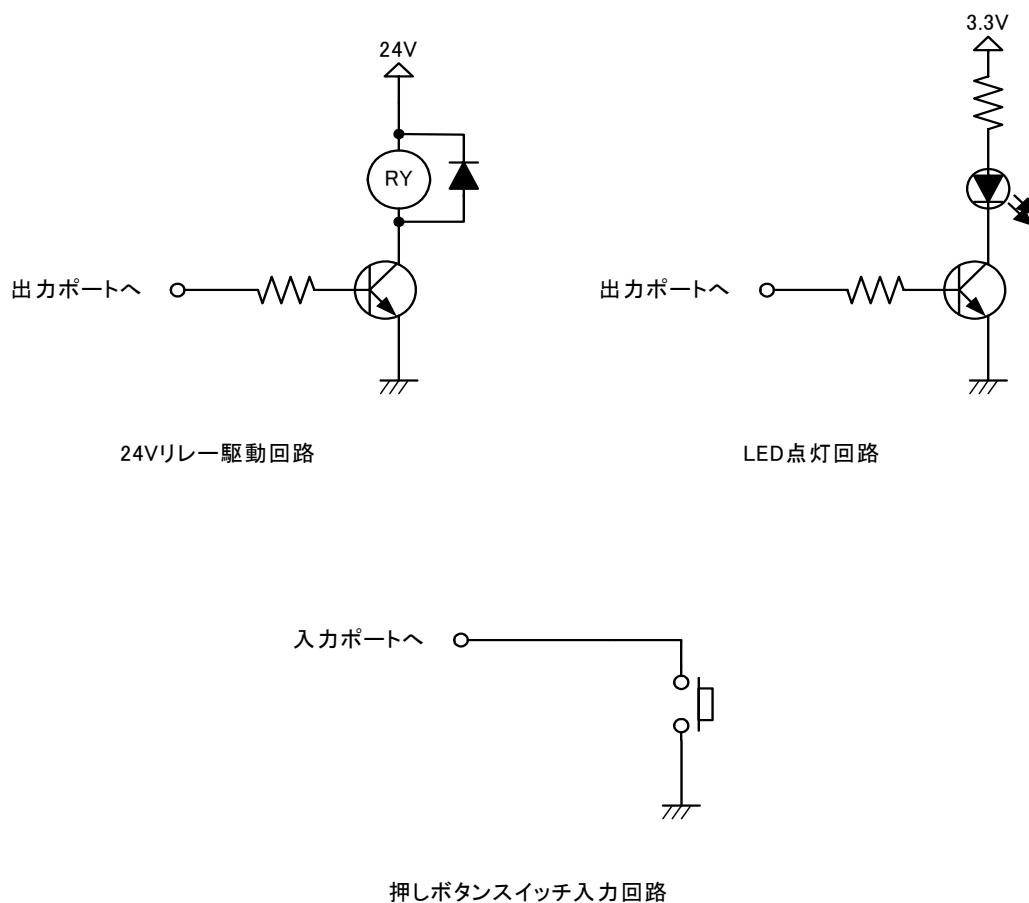 3.3V
24V
RY
出力ポートへ
出力ポートへ
24Vリレー駆動回路
LED点灯回路
入力ポートへ
押しボタンスイッチ入力回路